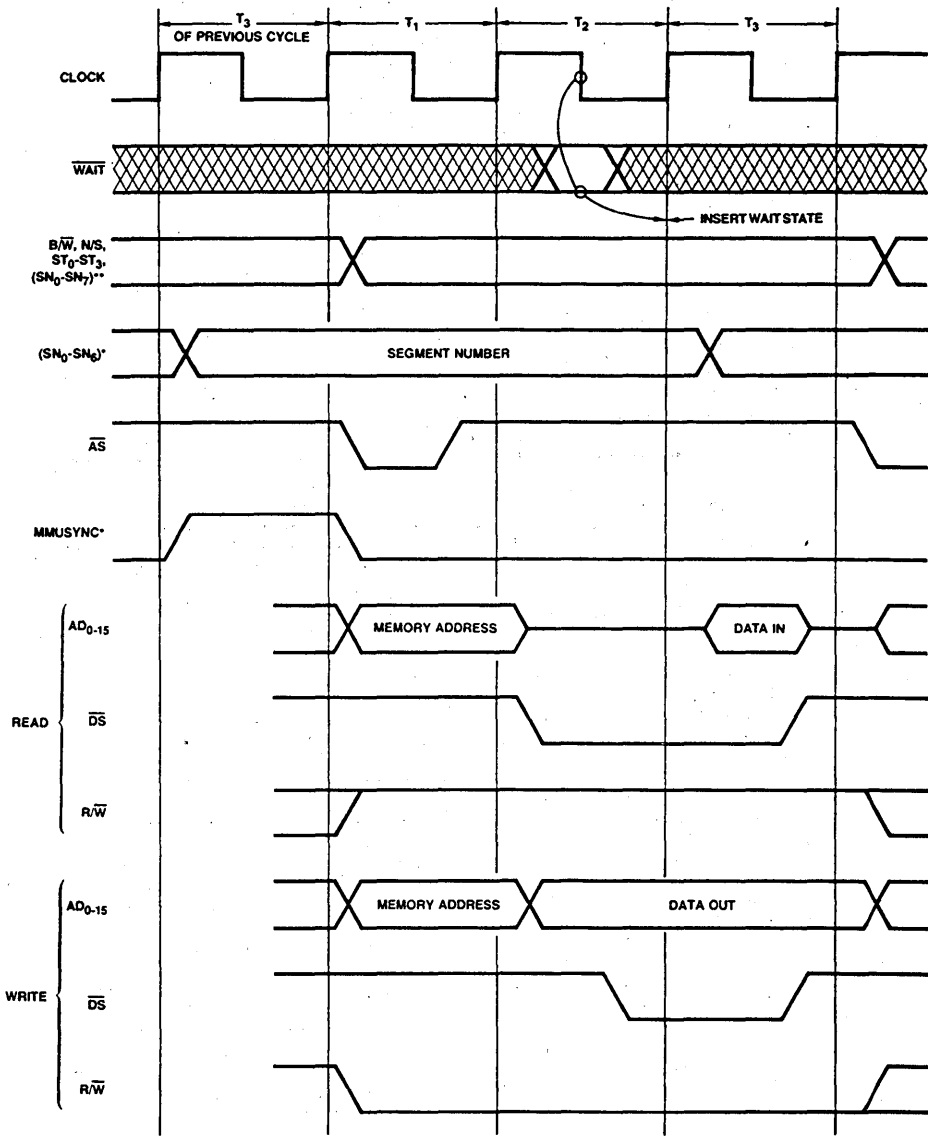 T3 T1 T2 T3
OF PREVIOUS CYCLE
CLOCK
WAIT
INSERT WAIT STATE
B/W, N/S,
ST0-ST3,
(SN0-SN7)**
(SN0-SN6)*
SEGMENT NUMBER
AS
MMUSYNC*
READ
AD0-15
MEMORY ADDRESS
DATA IN
DS
R/W
WRITE
AD0-15
MEMORY ADDRESS
DATA OUT
DS
R/W